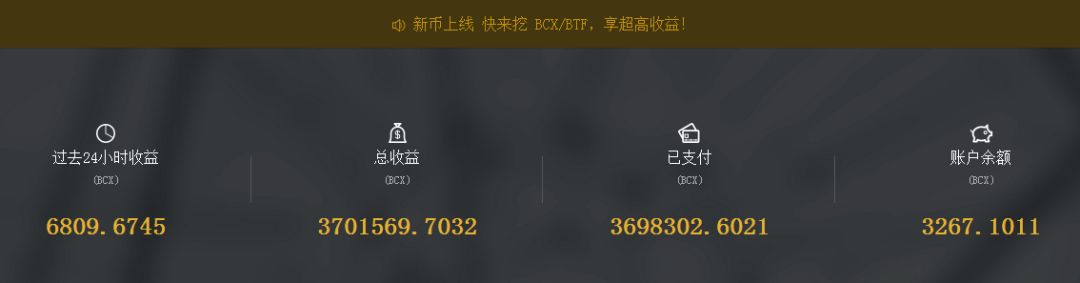 新币上线 快来挖 BCX/BTF，享超高收益!
过去24小时收益
(BCX)
6809.6745
总收益
(BCX)
3701569.7032
已支付
(BCX)
3698302.6021
账户余额
(BCX)
3267.1011